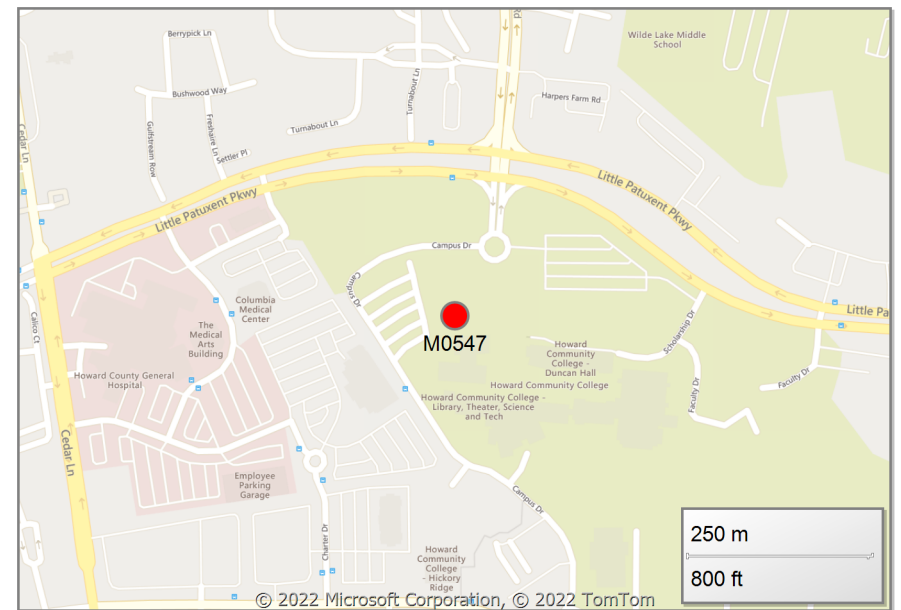 Berrypick Ln
Rd
Wilde Lake Middle
School
Bushwood Way
Turnabout Ln
Harpers Farm Rd
Cedar Ln
Gulfstream Row
Freshaire Ln
Turnabout Ln
Settler Pl
Little Patuxent Pkwy
Little Patuxent Pkwy
Campus Dr
Campus Dr
Columbia
Medical
Center
Little Pa
Calico Ct
The
Medical
Arts
Building
M0547
Scholarship Dr
Howard
Community
College -
Duncan Hall
Howard County General
Hospital
Howard Community College
Faculty Dr
Faculty Dr
Howard Community College -
Library, Theater, Science
and Tech
Cedar Ln
Employee
Parking
Garage
Campus Dr
Charter Dr
Howard
Community
College
- Hickory
Ridge
250 m
800 ft
© 2022 Microsoft Corporation, © 2022 TomTom